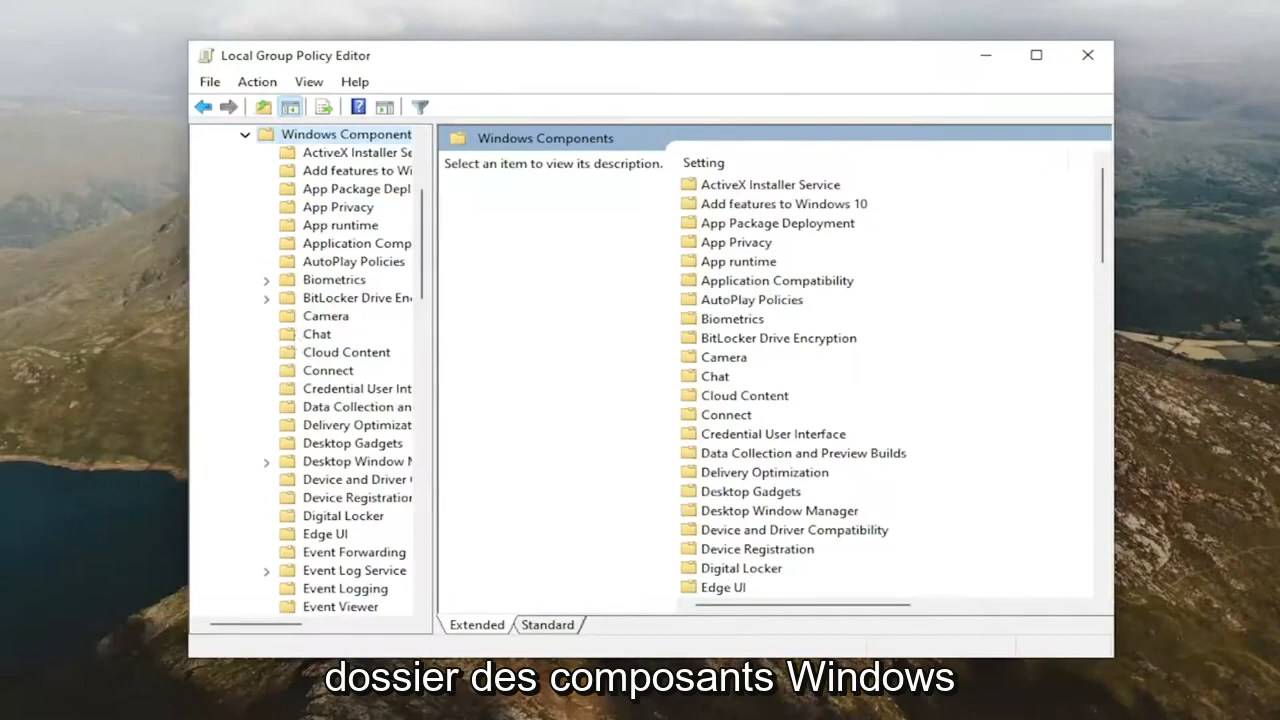 Local Group Policy Editor
File Action View Help
Windows Component
ActiveX Installer Se
Add features to Wi
App Package Depl
App Privacy
App runtime
Application Comp
AutoPlay Policies
Biometrics
BitLocker Drive En
Camera
Chat
Cloud Content
Connect
Credential User Int
Data Collection an
Delivery Optimizat
Desktop Gadgets
Desktop Window M
Device and Driver
Device Registration
Digital Locker
Edge UI
Event Forwarding
Event Log Service
Event Logging
Event Viewer
Windows Components
Select an item to view its description.
Setting
ActiveX Installer Service
Add features to Windows 10
App Package Deployment
App Privacy
App runtime
Application Compatibility
AutoPlay Policies
Biometrics
BitLocker Drive Encryption
Camera
Chat
Cloud Content
Connect
Credential User Interface
Data Collection and Preview Builds
Delivery Optimization
Desktop Gadgets
Desktop Window Manager
Device and Driver Compatibility
Device Registration
Digital Locker
Edge UI
Extended Standard
dossier des composants Windows